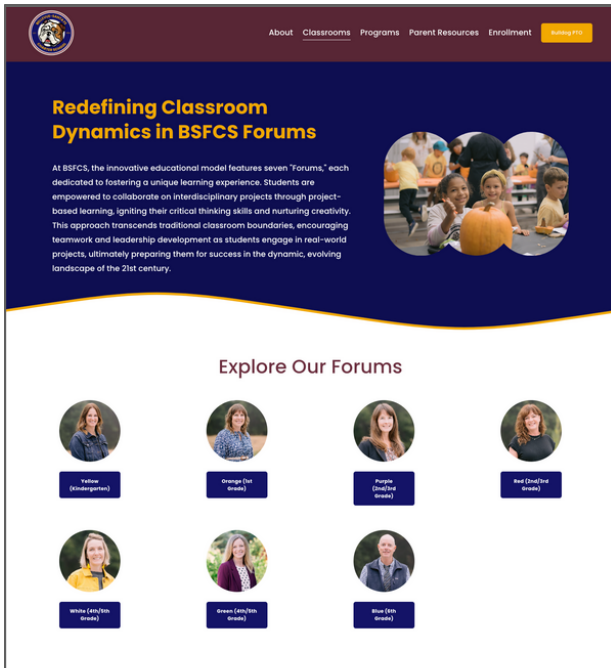 About Classrooms Programs Parent Resources Enrollment Building PTO
Redefining Classroom
Dynamics in BSFCS Forums
At BSFCS, the innovative educational model features seven "Forums," each
dedicated to fostering a unique learning experience. Students are
empowered to collaborate on interdisciplinary projects through project-
based learning, igniting their critical thinking skills and nurturing creativity.
This approach transcends traditional classroom boundaries, encouraging
teamwork and leadership development as students engage in real-world
projects, ultimately preparing them for success in the dynamic, evolving
landscape of the 21st century.
Explore Our Forums
Yellow
(Kindergarten)
Orange (1st
Grade)
Purple
(2nd/3rd
Grade)
Red (2nd/3rd
Grade)
White (4th/5th
Grade)
Green (4th/5th
Grade)
Blue (6th
Grade)